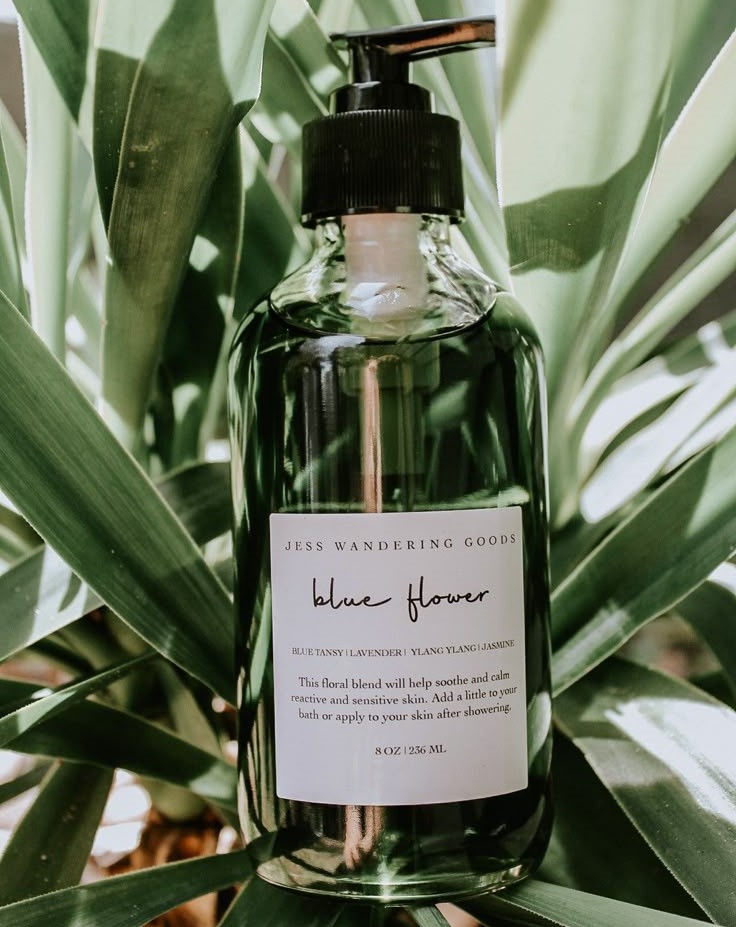 JESS WANDERING GOODS
blue flower
BLUE TANSY | LAVENDER | YLANG YLANG | JASMINE
This floral blend will help soothe and calm
reactive and sensitive skin. Add a little to your
bath or apply to your skin after showering.
8 OZ | 236 ML